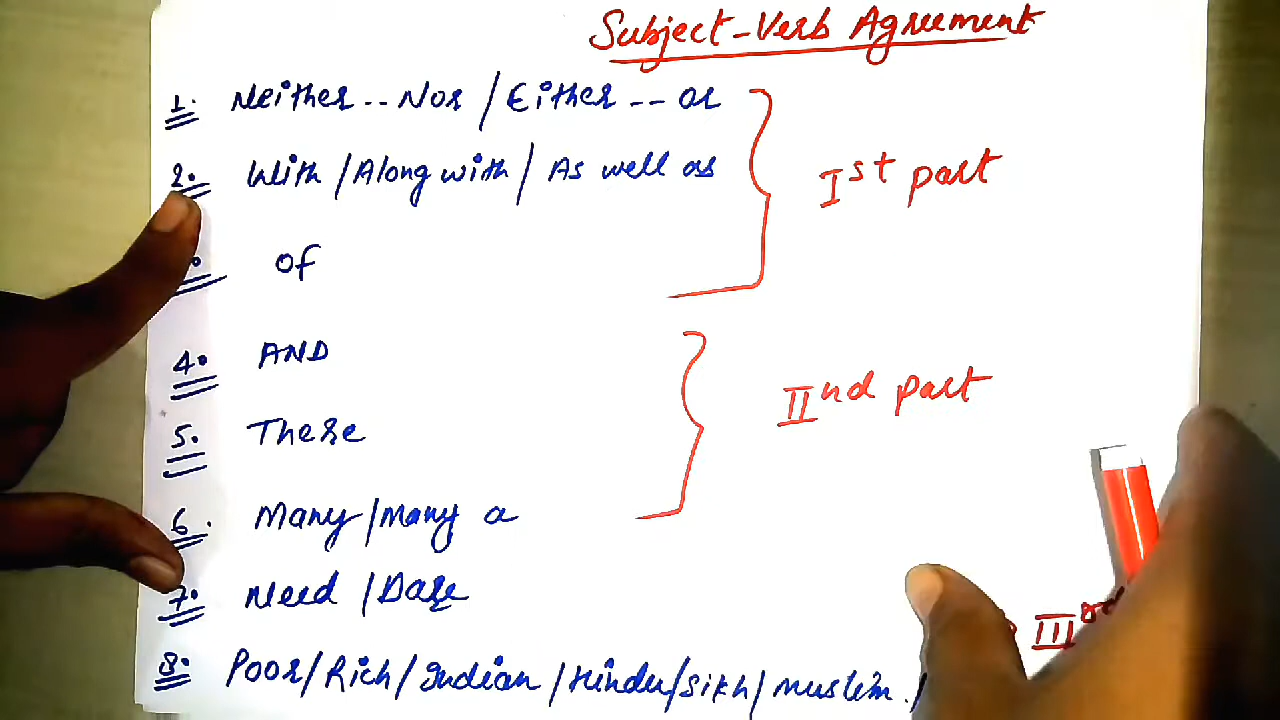 Subject-Verb Agreement
1. Neither..Nor / Either -- or
2. With / Along with / As well as
Ist part
of
4. AND
IInd part
5. There
6. Many / Many a
7. Need / Dare
III
8. Poor / Rich / Indian / Hindu / Sikh / Muslim. /